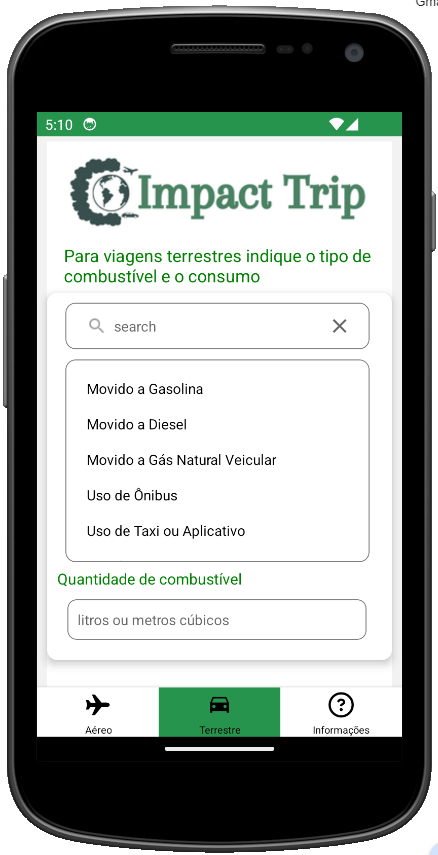 Gma
5:10
Impact Trip
Para viagens terrestres indique o tipo de
combustível e o consumo
search
Movido a Gasolina
Movido a Diesel
Movido a Gás Natural Veicular
Uso de Ônibus
Uso de Taxi ou Aplicativo
Quantidade de combustível
litros ou metros cúbicos
Aéreo
Terrestre
Informações